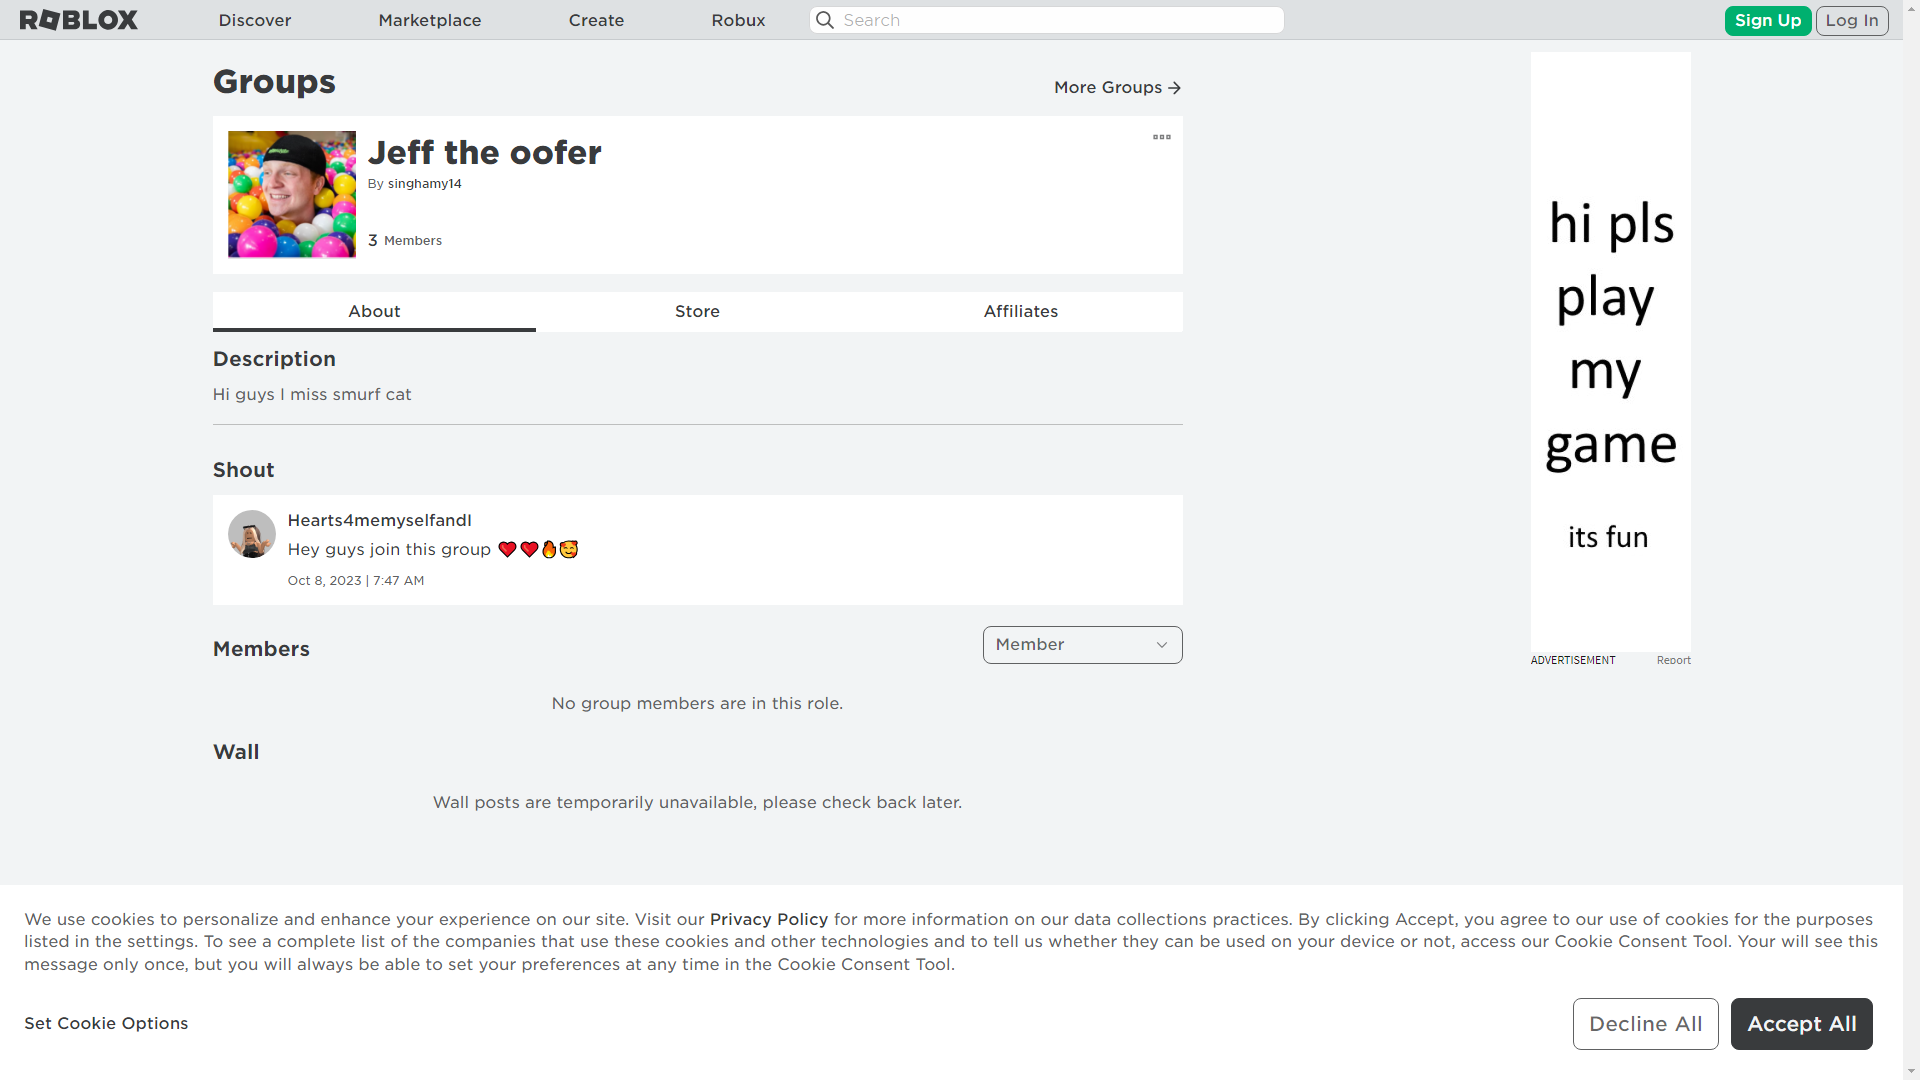 ROBLOX
Discover
Marketplace
Create
Robux
Search
Sign Up
Log In
Groups
More Groups
Jeff the oofer
By singhamy14
3 Members
About
Store
Affiliates
Description
Hi guys I miss smurf cat
Shout
Hearts4memyselfandI
Hey guys join this group ❤️❤️🔥🥰
Oct 8, 2023 | 7:47 AM
Members
Member
No group members are in this role.
Wall
Wall posts are temporarily unavailable, please check back later.
hi pls
play
my
game
its fun
ADVERTISEMENT
Report
We use cookies to personalize and enhance your experience on our site. Visit our Privacy Policy for more information on our data collections practices. By clicking Accept, you agree to our use of cookies for the purposes
listed in the settings. To see a complete list of the companies that use these cookies and other technologies and to tell us whether they can be used on your device or not, access our Cookie Consent Tool. Your will see this
message only once, but you will always be able to set your preferences at any time in the Cookie Consent Tool.
Set Cookie Options
Decline All
Accept All